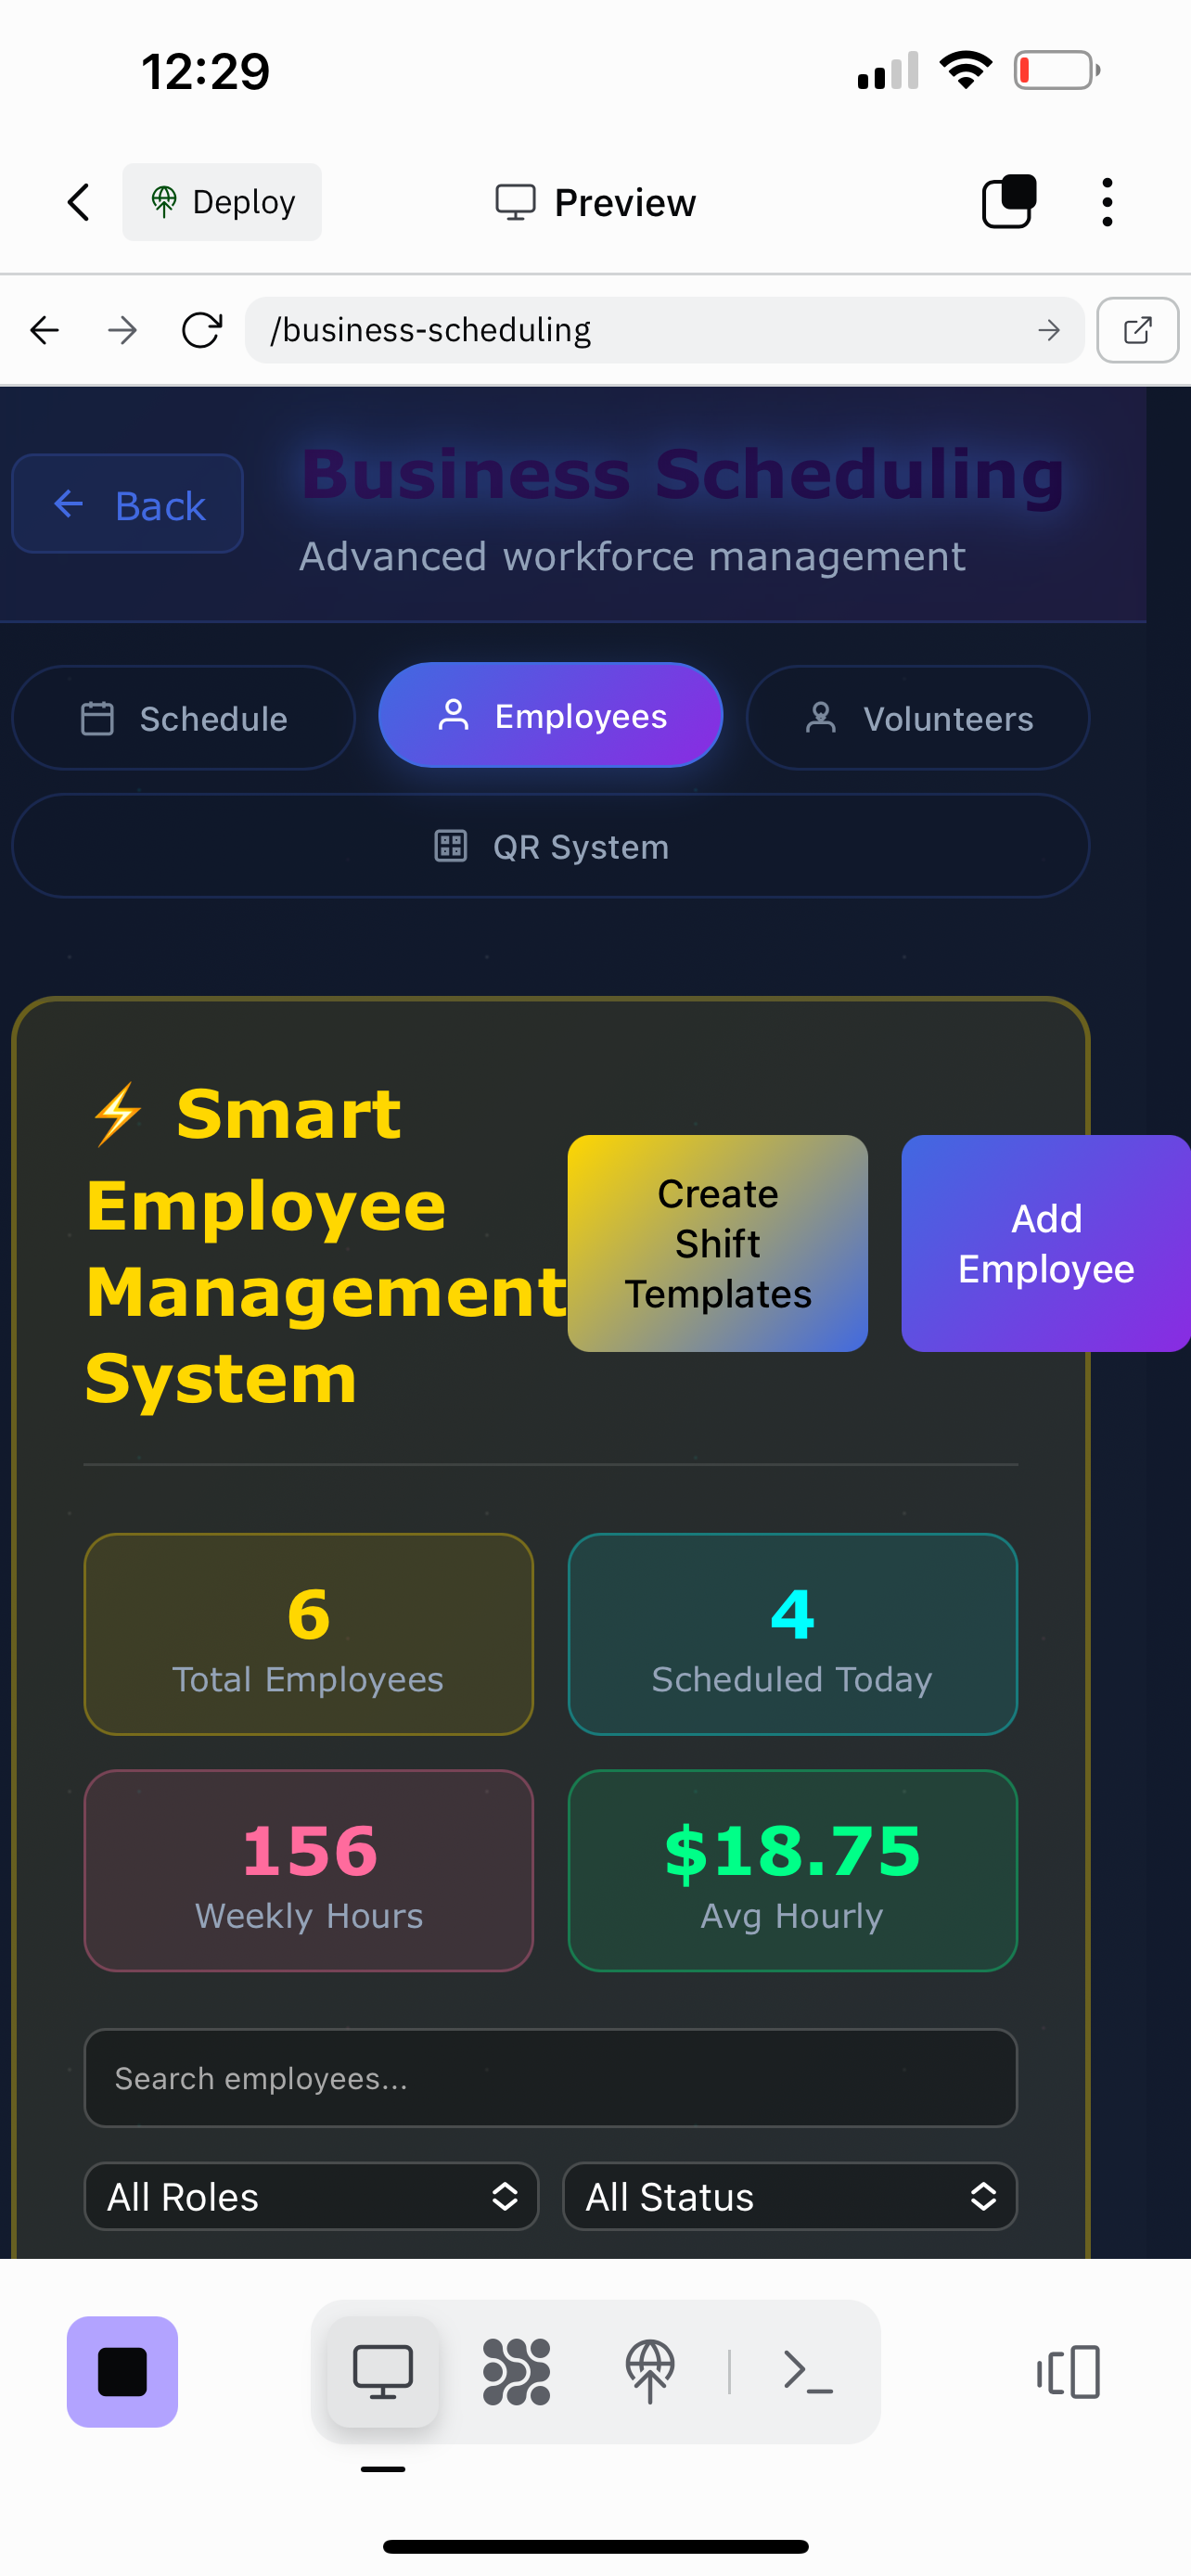 12:29
Deploy
Preview
/business-scheduling
Back
Business Scheduling
Advanced workforce management
Schedule
Employees
Volunteers
QR System
⚡ Smart
Employee
Management
System
Create
Shift
Templates
Add
Employee
6
Total Employees
4
Scheduled Today
156
Weekly Hours
$18.75
Avg Hourly
Search employees...
All Roles
All Status